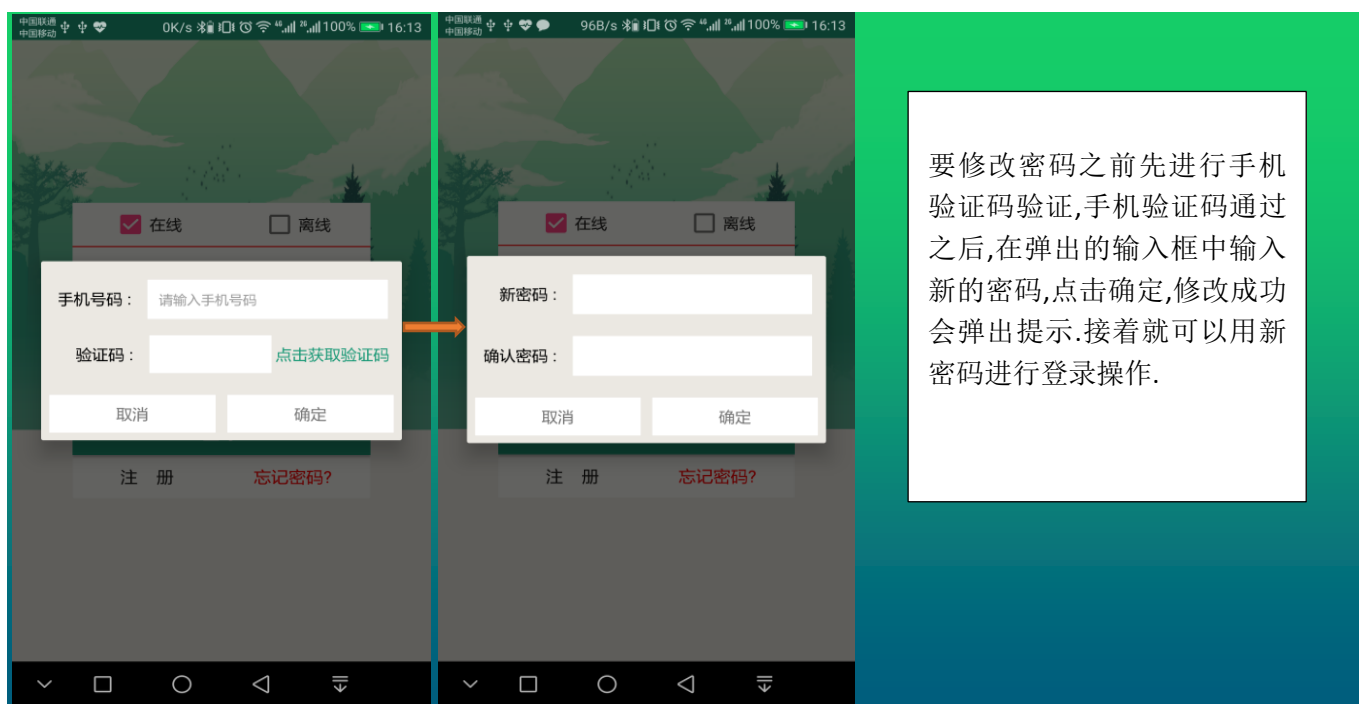 中国联通
中国移动
0K/s
4G
2G
100%
16:13
在线
离线
手机号码：
请输入手机号码
验证码：
点击获取验证码
取消
确定
注 册
忘记密码?
中国联通
中国移动
96B/s
4G
2G
100%
16:13
在线
离线
新密码：
确认密码：
取消
确定
注 册
忘记密码?
要修改密码之前先进行手机
验证码验证,手机验证码通过
之后,在弹出的输入框中输入
新的密码,点击确定,修改成功
会弹出提示.接着就可以用新
密码进行登录操作.